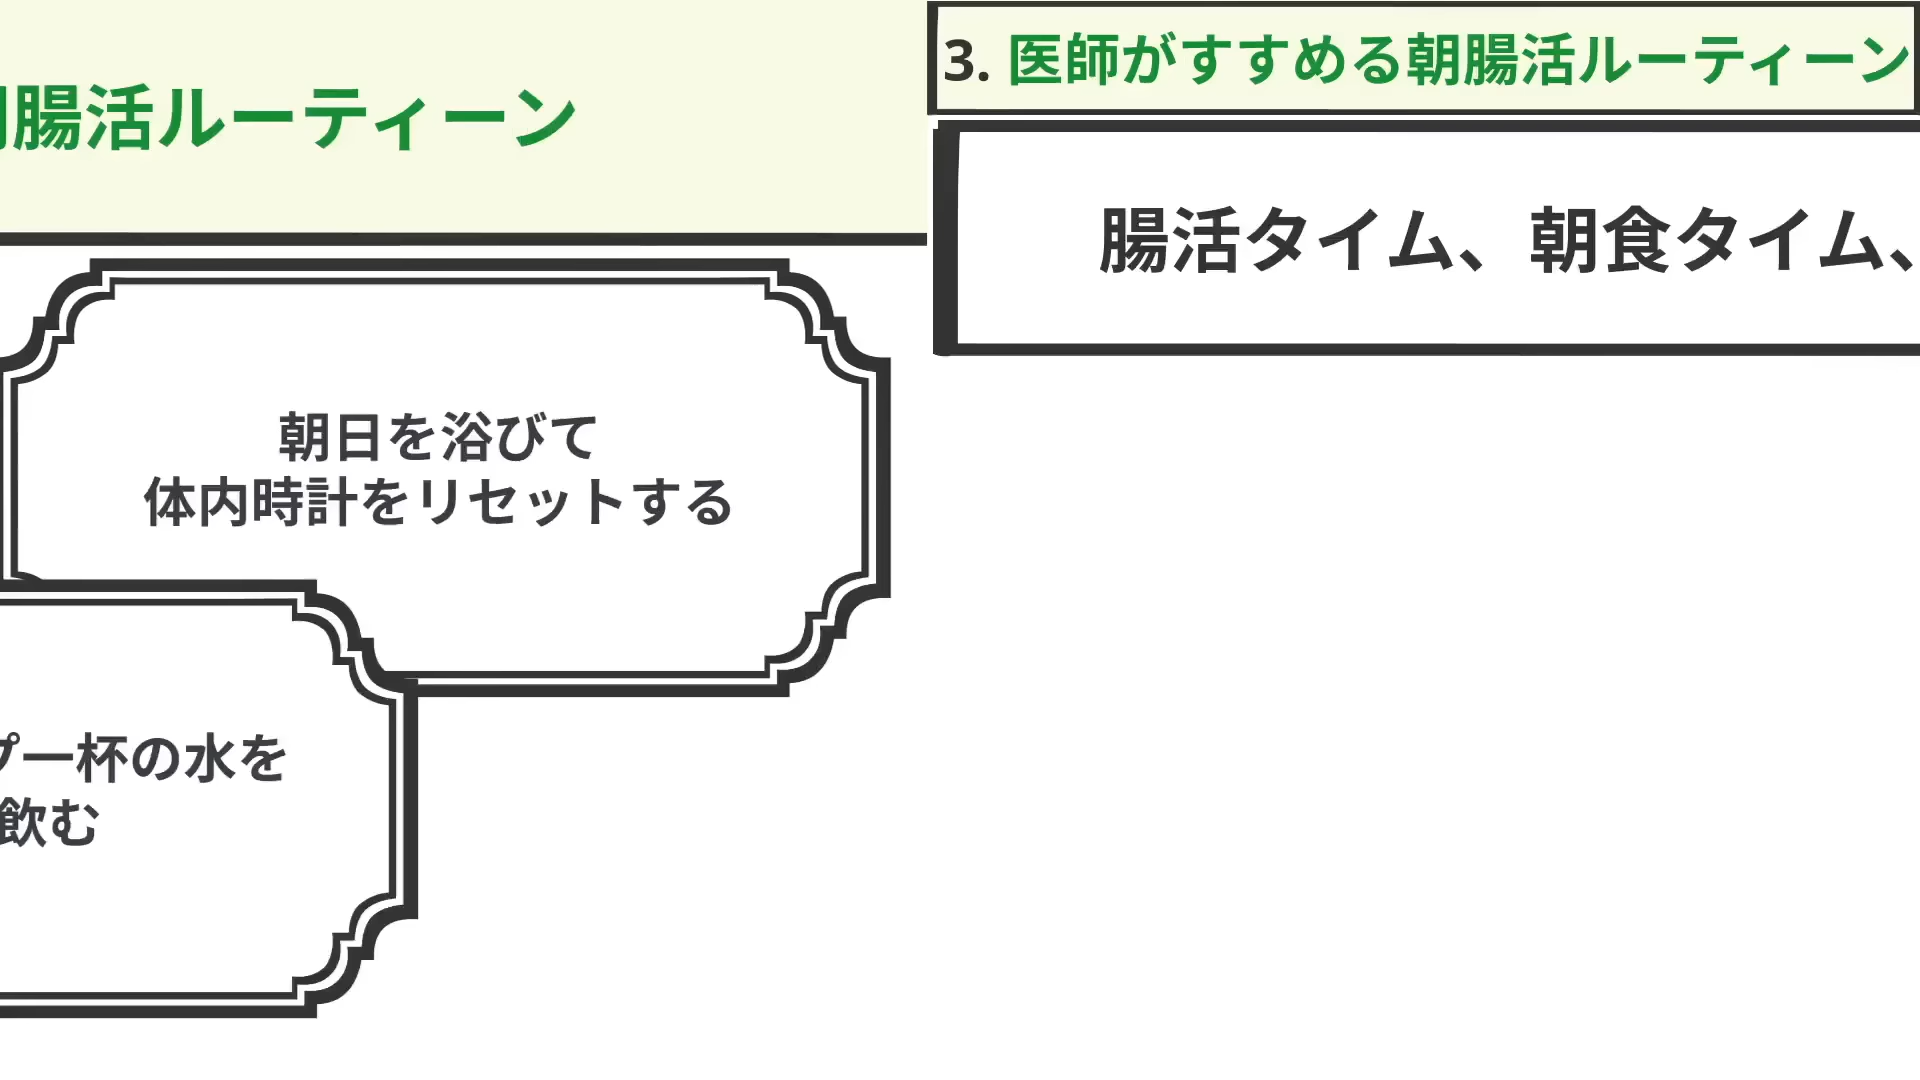 腸活ルーティーン
朝日を浴びて
体内時計をリセットする
一杯の水を
飲む
3. 医師がすすめる朝腸活ルーティーン
腸活タイム、朝食タイム、